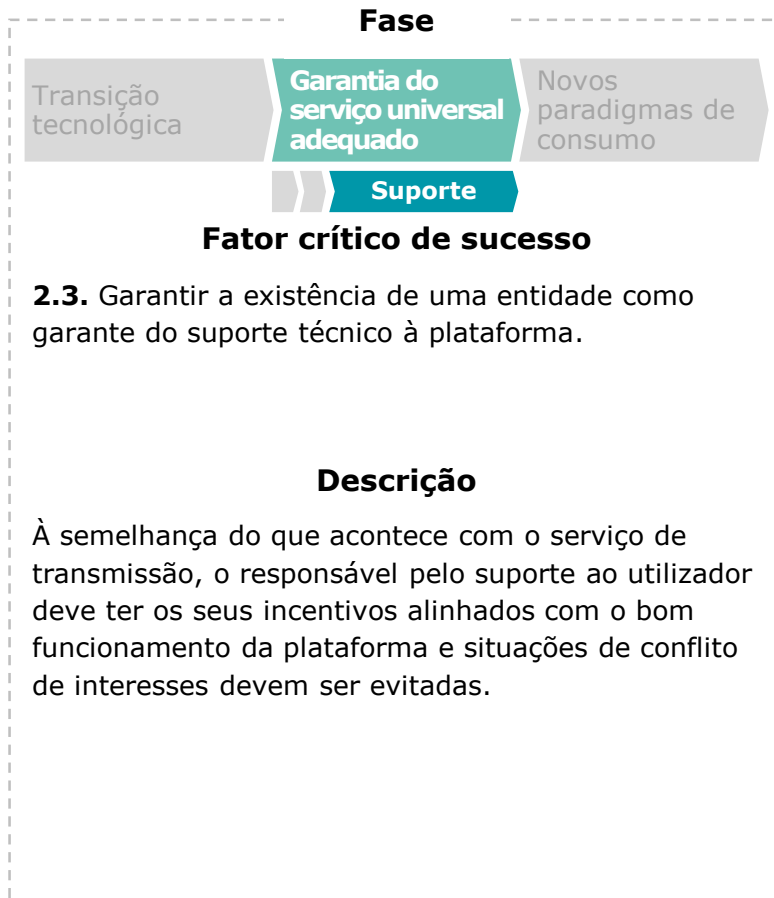 Fase
Transição
tecnológica
Garantia do
serviço universal
adequado
Novos
paradigmas de
consumo
Suporte
Fator crítico de sucesso
2.3. Garantir a existência de uma entidade como
garante do suporte técnico à plataforma.
Descrição
À semelhança do que acontece com o serviço de
transmissão, o responsável pelo suporte ao utilizador
deve ter os seus incentivos alinhados com o bom
funcionamento da plataforma e situações de conflito
de interesses devem ser evitadas.